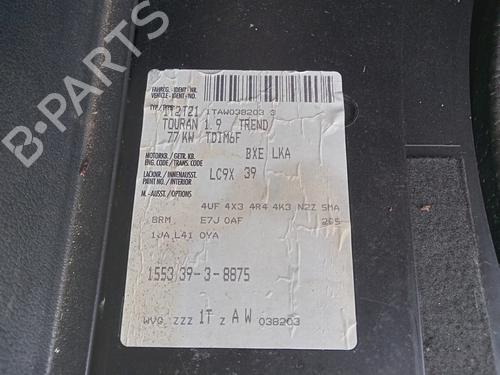 FAHRZG.-IDENT-NR.
VEHICLE-IDENT-NO.
TYP/TYPE
1T2T21 1TAW038203 3
TOURAN 1.9 TREND
77 KW TDIM6F
MOTORKB./GETR.KB.
ENG. CODE/TRANS. CODE
BXE LKA
LACKNR./INNENAUSST.
PAINT NO./INTERIOR
LC9X 39
M.-AUSST./OPTIONS
4UF 4X3 4R4 4K3 N2Z 5MA
8RM E7J 0AF 2G5
1JA L41 0YA
1553 39-3-8875
WVG ZZZ 1T Z A W 038203
B-PARTS